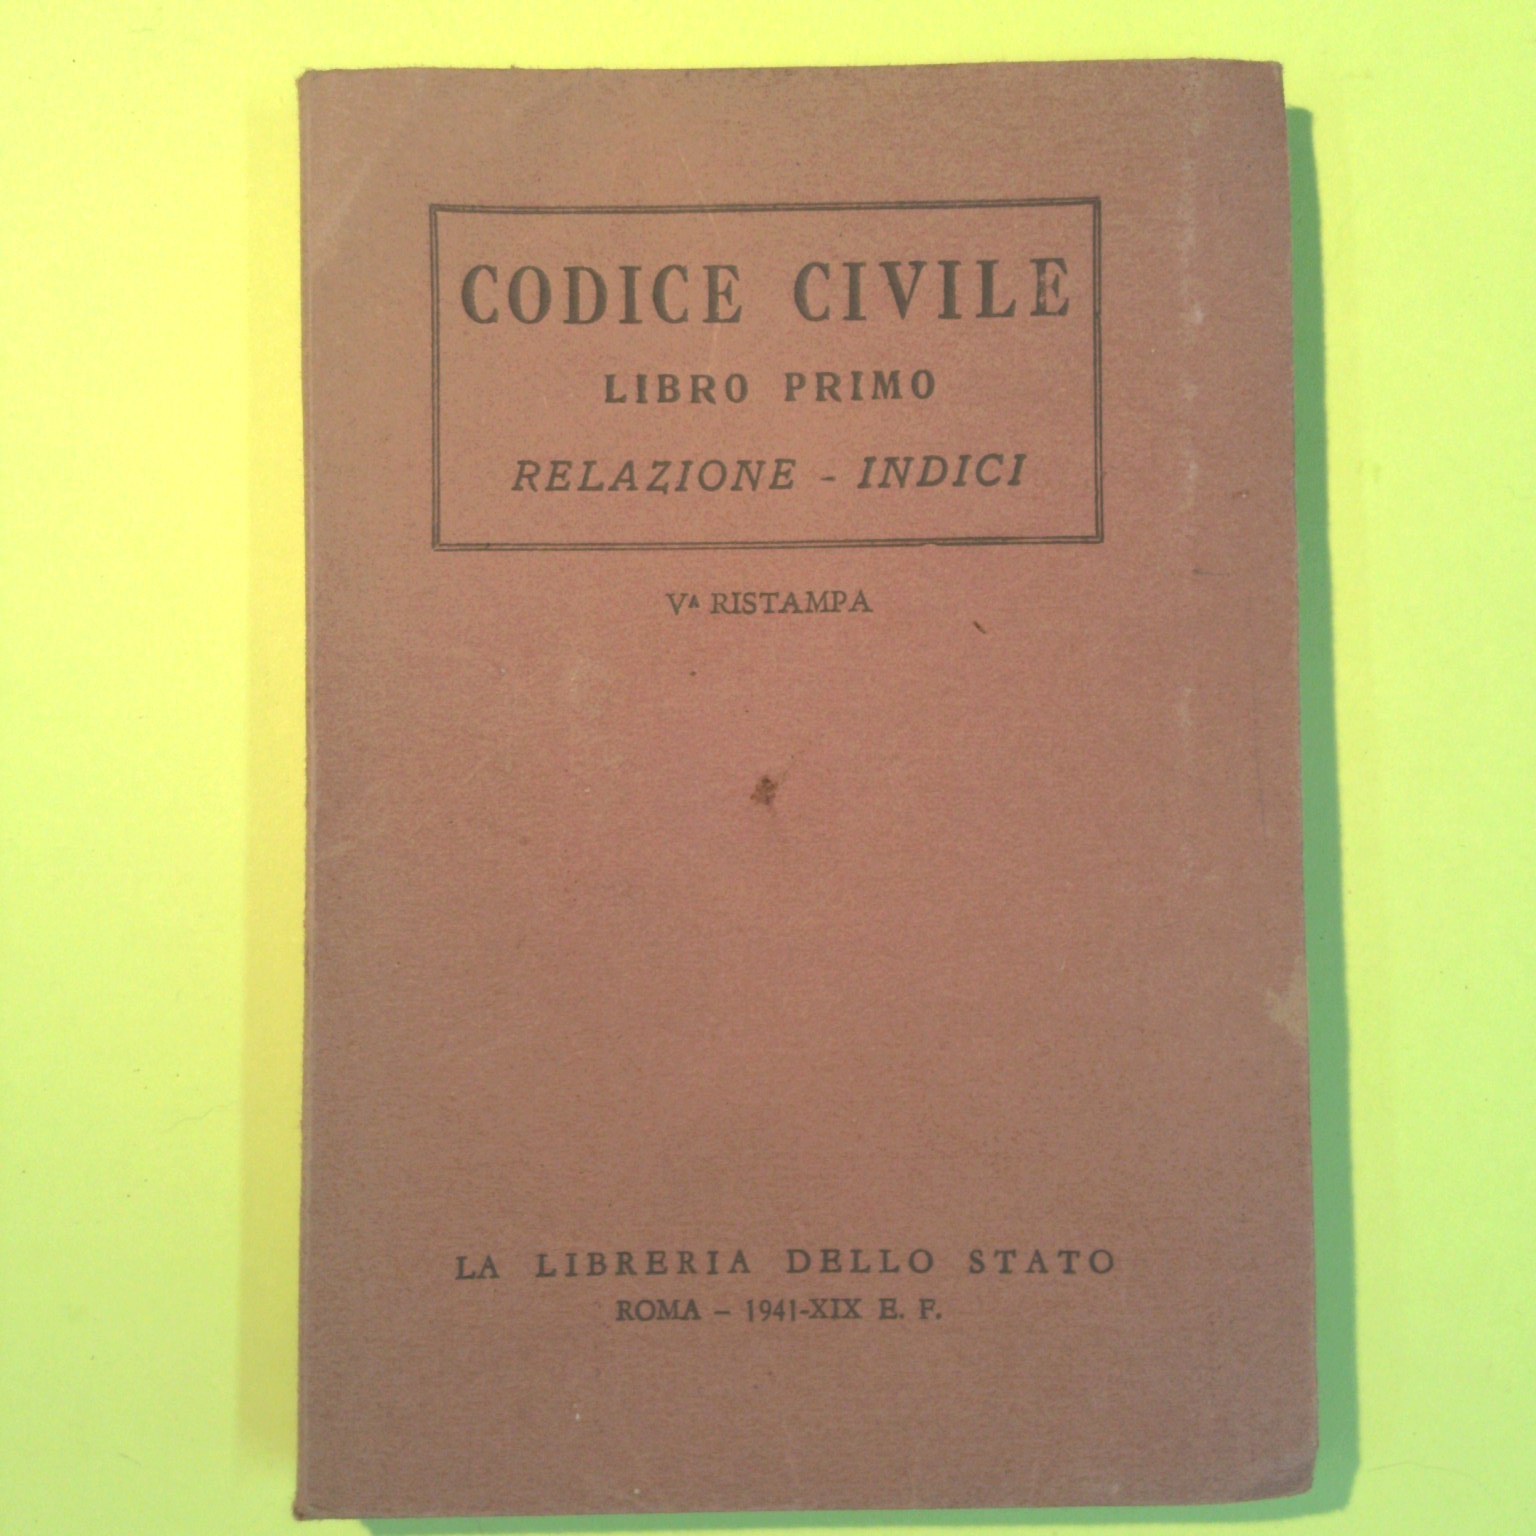 CODICE CIVILE
LIBRO PRIMO
RELAZIONE - INDICI
Vᴬ RISTAMPA
LA LIBRERIA DELLO STATO
ROMA – 1941-XIX E. F.